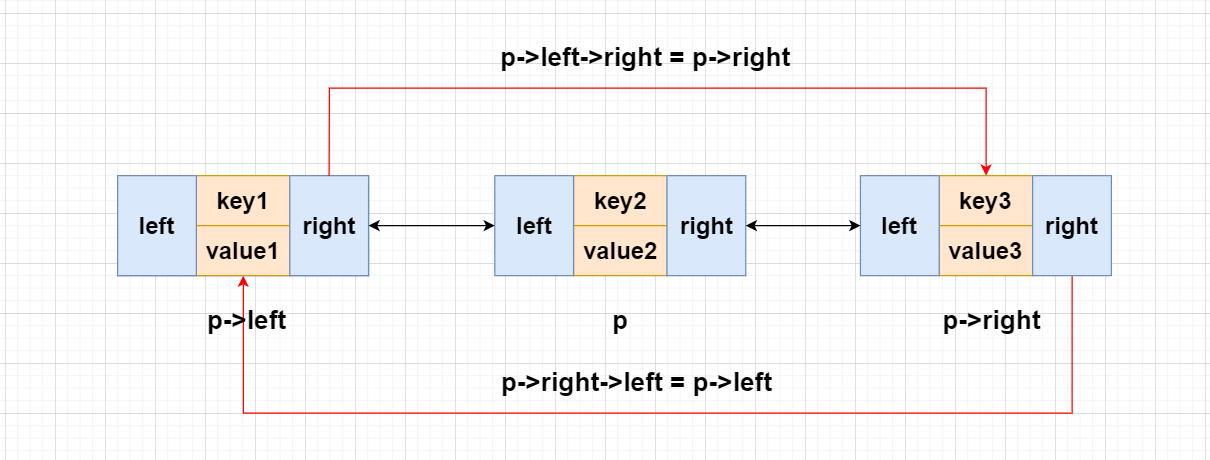 p->left->right = p->right
left
key1
value1
right
left
key2
value2
right
left
key3
value3
right
p->left
p
p->right
p->right->left = p->left